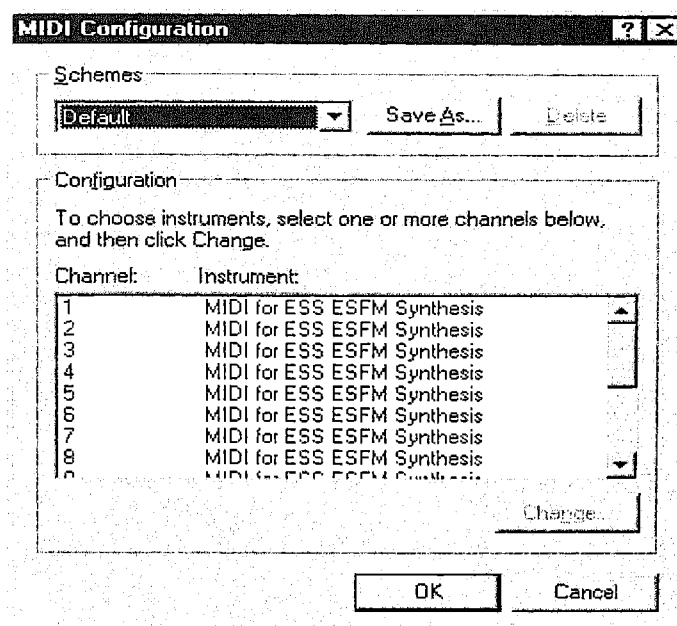 MIDI Configuration
Schemes
Default
Save As...
Delete
Configuration
To choose instruments, select one or more channels below,
and then click Change.
Channel: Instrument:
1 MIDI for ESS ESFM Synthesis
2 MIDI for ESS ESFM Synthesis
3 MIDI for ESS ESFM Synthesis
4 MIDI for ESS ESFM Synthesis
5 MIDI for ESS ESFM Synthesis
6 MIDI for ESS ESFM Synthesis
7 MIDI for ESS ESFM Synthesis
8 MIDI for ESS ESFM Synthesis
Change...
OK
Cancel